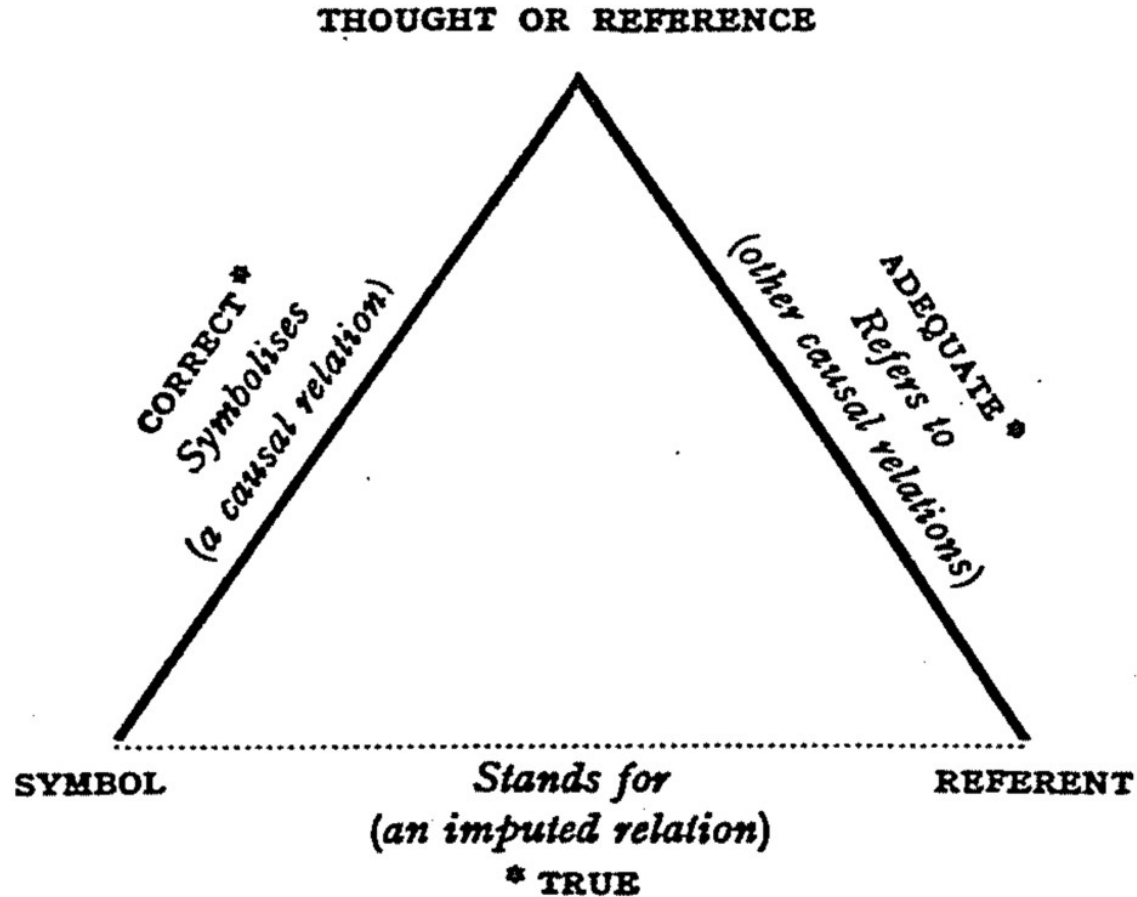 THOUGHT OR REFERENCE
CORRECT *
Symbolises
(a causal relation)
ADEQUATE *
Refers to
(other causal relations)
SYMBOL
Stands for
(an imputed relation)
* TRUE
REFERENT